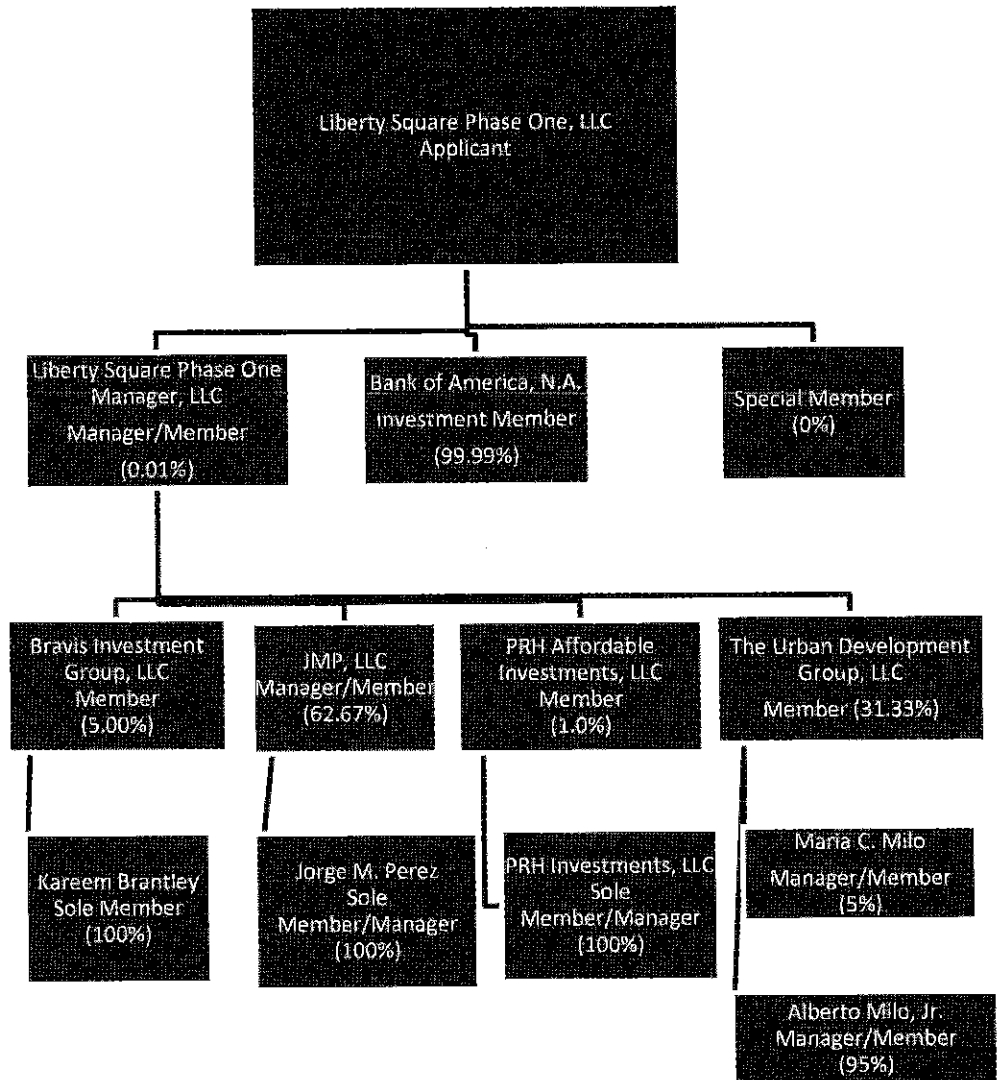 Liberty Square Phase One, LLC
Applicant
Liberty Square Phase One
Manager, LLC
Manager/Member
(0.01%)
Bank of America, N.A.
Investment Member
(99.99%)
Special Member
(0%)
Bravis Investment
Group, LLC
Member
(5.00%)
JMP, LLC
Manager/Member
(62.67%)
PRH Affordable
Investments, LLC
Member
(1.0%)
The Urban Development
Group, LLC
Member (31.33%)
Kareem Brantley
Sole Member
(100%)
Jorge M. Perez
Sole
Member/Manager
(100%)
PRH Investments, LLC
Sole
Member/Manager
(100%)
Maria C. Milo
Manager/Member
(5%)
Alberto Milo, Jr.
Manager/Member
(95%)